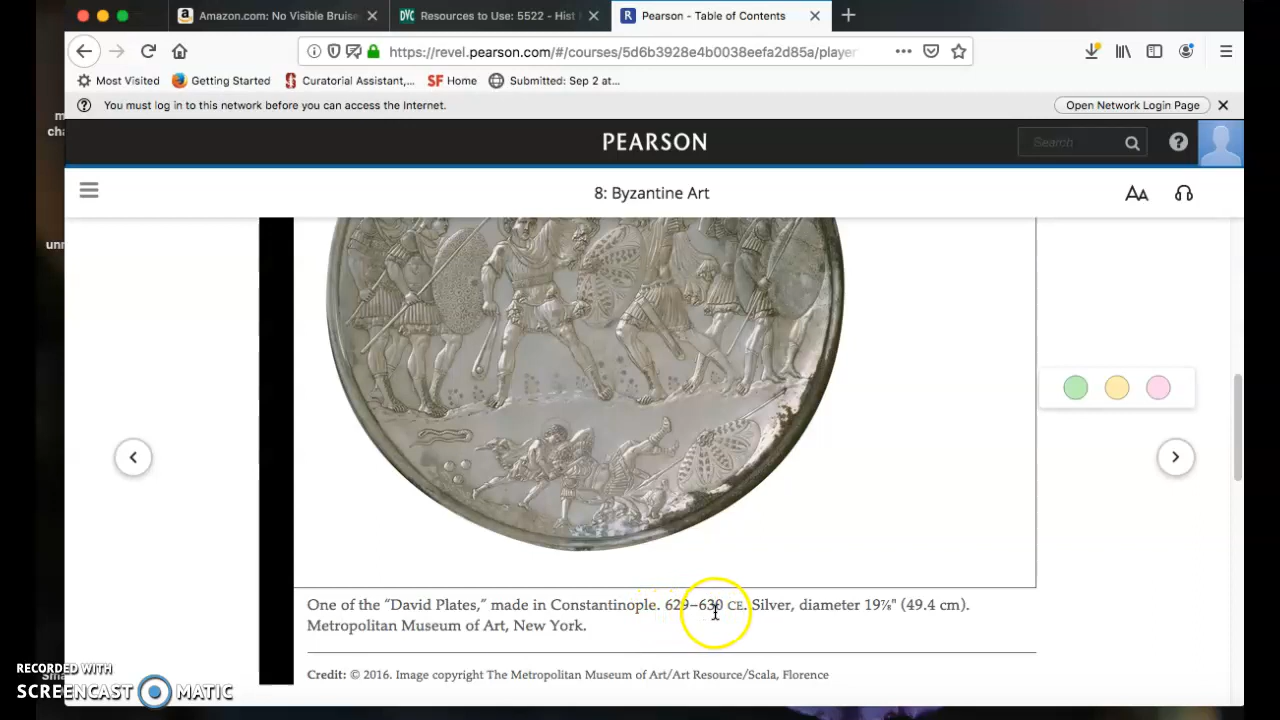 Amazon.com: No Visible Bruise
DVC Resources to Use: 5522 - Hist
R Pearson - Table of Contents
https://revel.pearson.com/#/courses/5d6b3928e4b0038eefa2d85a/player
Most Visited
Getting Started
Curatorial Assistant,...
SF Home
Submitted: Sep 2 at...
You must log in to this network before you can access the Internet.
Open Network Login Page
PEARSON
Search
8: Byzantine Art
AA
One of the “David Plates,” made in Constantinople. 629–630 CE. Silver, diameter 19⅞" (49.4 cm).
Metropolitan Museum of Art, New York.
Credit: © 2016. Image copyright The Metropolitan Museum of Art/Art Resource/Scala, Florence
RECORDED WITH
SCREENCAST MATIC